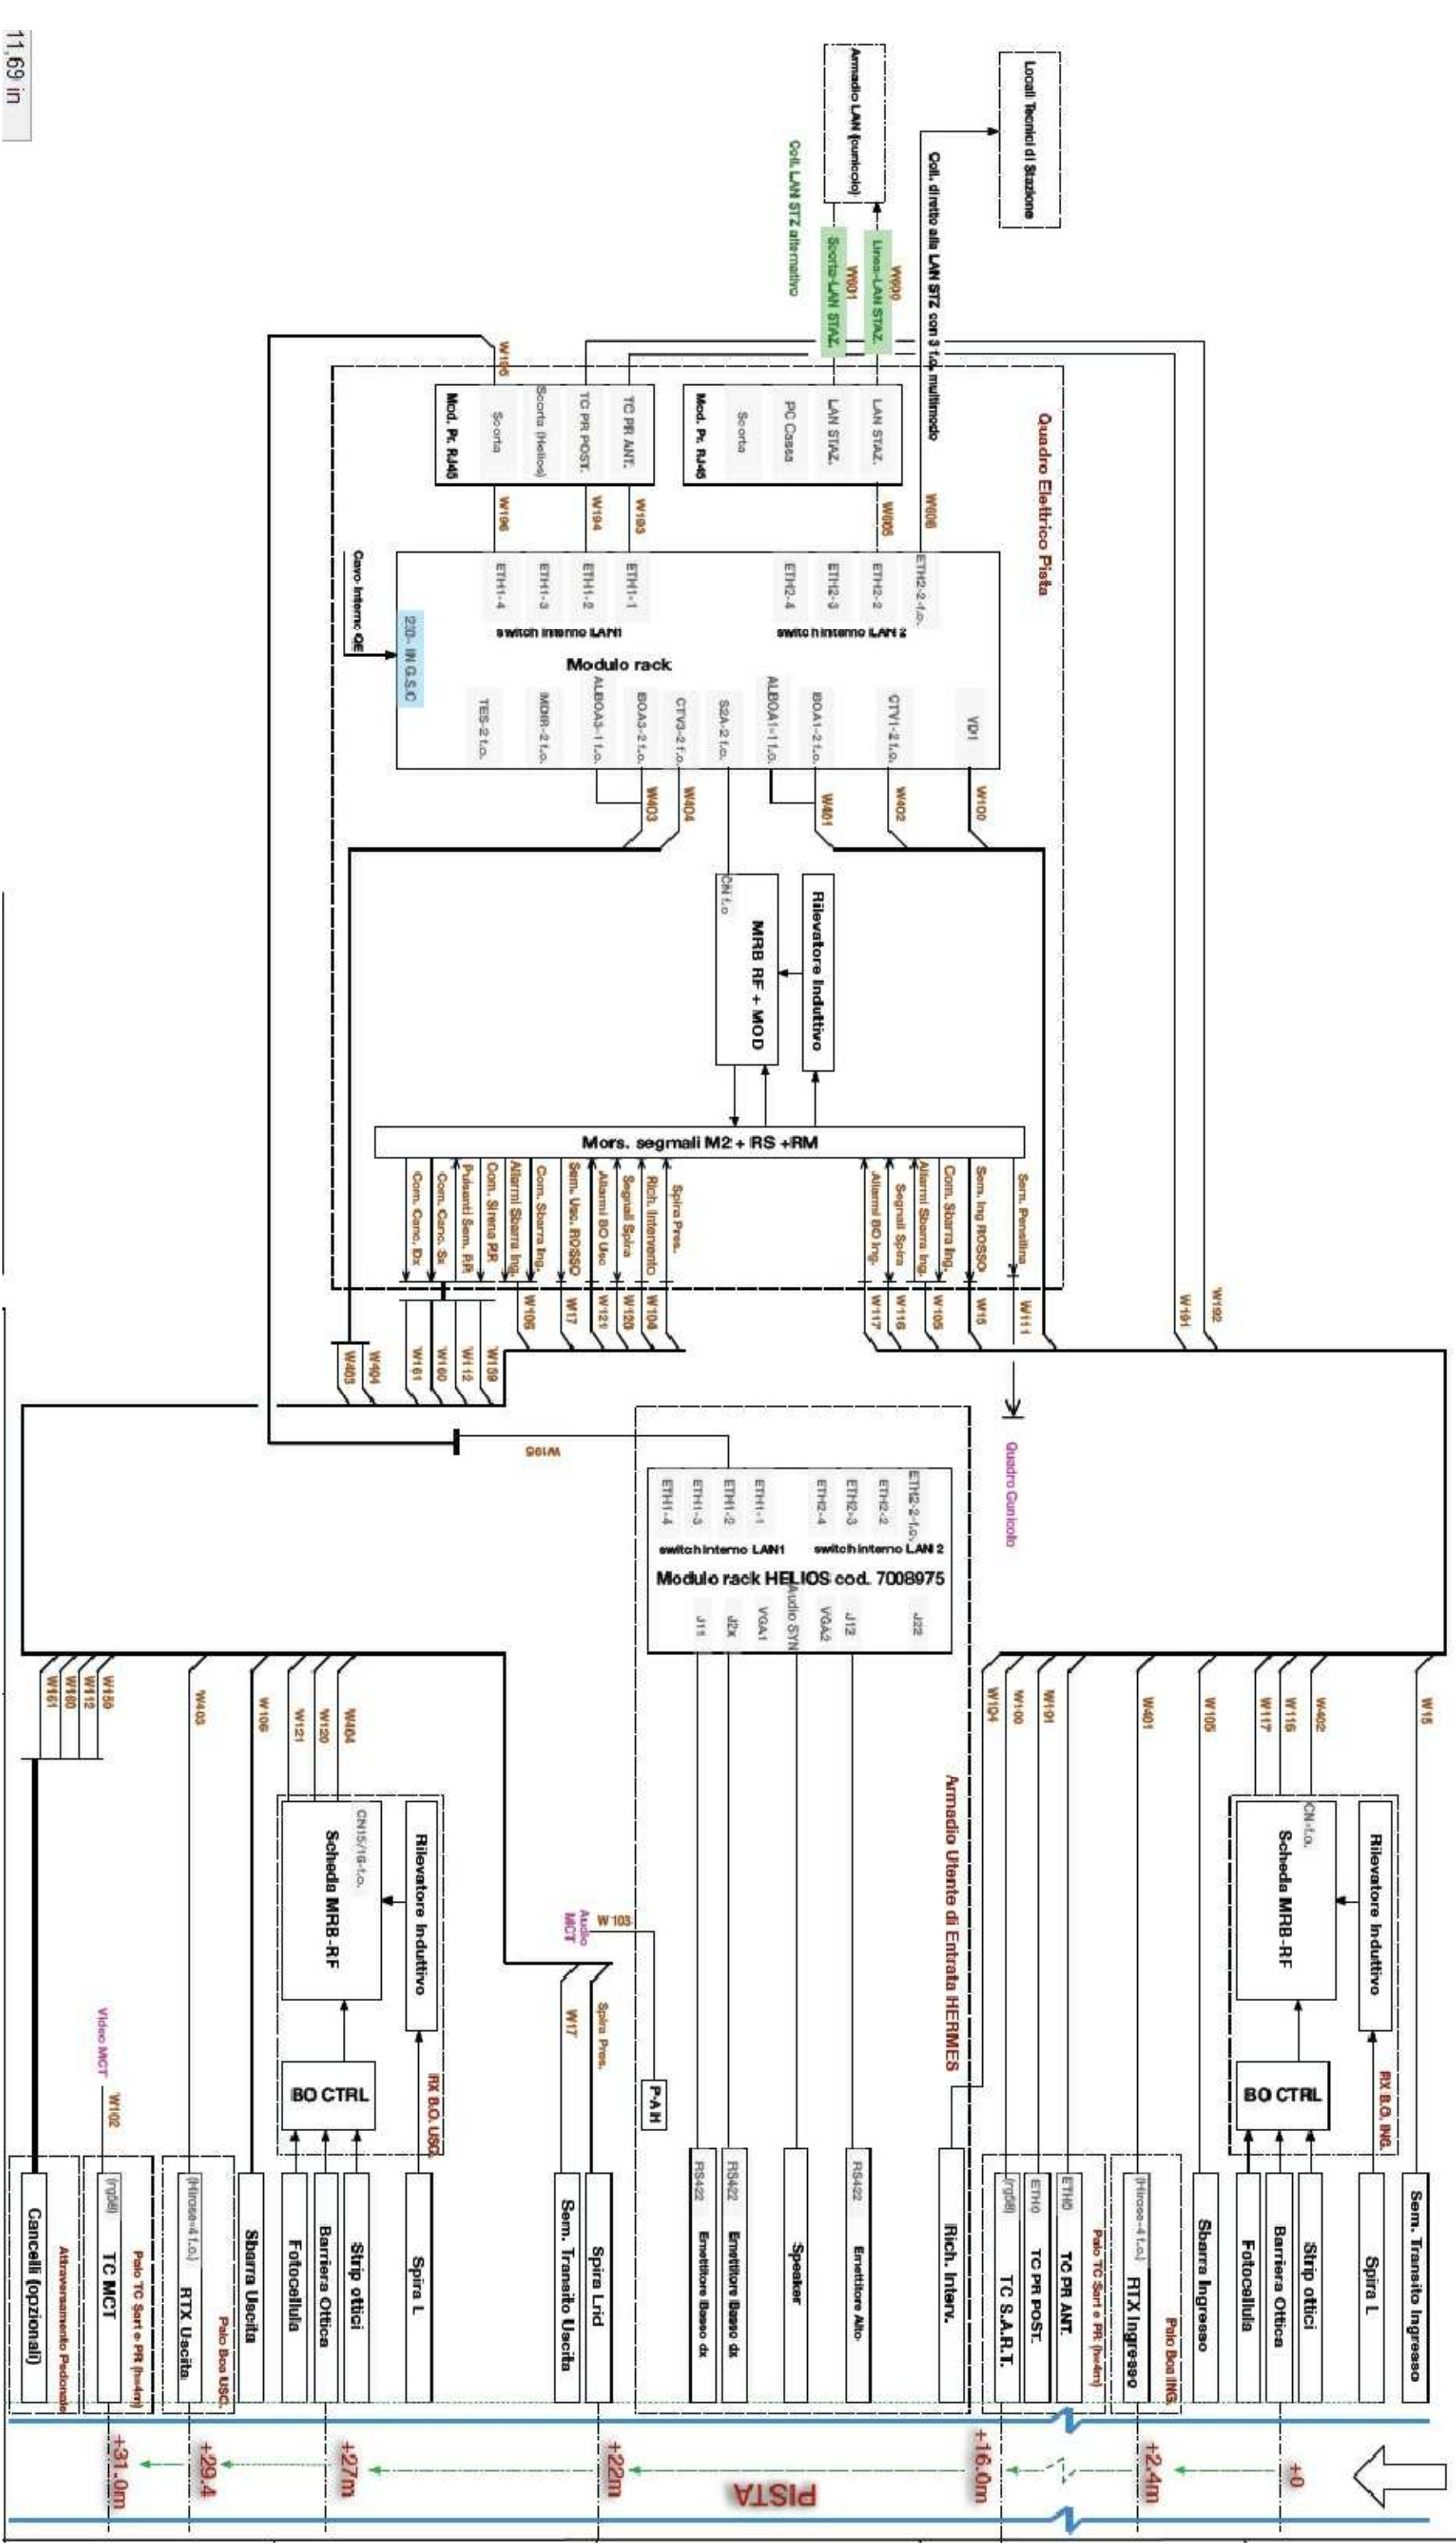 +0
+2.4m
+16.0m
PISTA
+22m
+27m
+29.4
+31.0m
Sem. Transito Ingresso
Spira L
Strip ottici
Barriera Ottica
Fotocellula
Sbarra Ingresso
Palo Boa ING.
(Hirose-4 f.o.) RTX Ingresso
Palo TC Sart e PR (h=4m)
ETH0 TC PR ANT.
ETH0 TC PR POST.
(rg58) TC S.A.R.T.
Rich. Interv.
RS422 Emettitore Alto
Speaker
RS422 Emettitore Basso dx
RS422 Emettitore Basso dx
Spira Lrid
Sem. Transito Uscita
Spira L
Strip ottici
Barriera Ottica
Fotocellula
Sbarra Uscita
Palo Boa USC.
(Hirose-4 f.o.) RTX Uscita
Palo TC Sart e PR (h=4m)
(rg58) TC MCT
Attraversamento Pedonale
Cancelli (opzionali)
RX B.O. ING.
Rilevatore Induttivo
CN-f.o.
Scheda MRB-RF
BO CTRL
W15
W402
W116
W117
W105
W401
W191
W100
W104
Armadio Utente di Entrata HERMES
P-AH
W 103
Audio
MCT
Spira Pres.
W17
RX B.O. USC.
Rilevatore Induttivo
CN15/16-f.o.
Scheda MRB-RF
BO CTRL
W404
W120
W121
W106
W403
W159
W112
W160
W161
Video MCT
W102
ETH2-2-f.o.
ETH2-2
ETH2-3
ETH2-4
ETH1-1
ETH1-2
ETH1-3
ETH1-4
switch interno LAN 2
switch interno LAN1
Modulo rack HELIOS cod. 7008975
J22
J12
VGA2
Audio SYN
VGA1
J2x
J11
W195
Quadro Cunicolo
W192
W191
W111
W15
W105
W116
W117
W104
W120
W121
W17
W106
W159
W112
W160
W161
W404
W403
Sem. Pensilina
Sem. Ing ROSSO
Com. Sbarra Ing.
Allarmi Sbarra Ing.
Segnali Spira
Allarmi BO Ing.
Spira Pres.
Rich. Intervento
Segnali Spira
Allarmi BO Usc
Sem. Usc. ROSSO
Com. Sbarra Ing.
Allarmi Sbarra Ing.
Com. Sirena PR
Pulsanti Sem. P.P.
Com. Canc. Sx
Com. Canc. Dx
Mors. segmali M2 + RS +RM
Rilevatore Induttivo
MRB RF + MOD
CN f.o
W100
W402
W401
W404
W403
YD1
CTV1-2 f.o.
BOA1-2 f.o.
ALBOA1-1 f.o.
S2A-2 f.o.
CTV3-2 f.o.
BOA3-2 f.o.
ALBOA3-1 f.o.
MDIR-2 f.o.
TES-2 f.o.
Modulo rack
switch interno LAN 2
switch interno LAN1
230~ IN G.S.C
Cavo Interno QE
ETH2-2-f.o.
ETH2-2
ETH2-3
ETH2-4
ETH1-1
ETH1-2
ETH1-3
ETH1-4
W606
W605
W193
W194
W196
Quadro Elettrico Pista
LAN STAZ.
LAN STAZ.
PC Cassa
Scorta
Mod. Pr. RJ45
TC PR ANT.
TC PR POST.
Scorta (Helios)
Scorta
Mod. Pr. RJ45
W195
Coll. diretto alla LAN STZ con 3 f.o. multimodo
W600
Linea-LAN STAZ.
W601
Scorta-LAN STAZ.
Coll. LAN STZ alternativo
Locali Tecnici di Stazione
Armadio LAN (cunicolo)
11,69 in